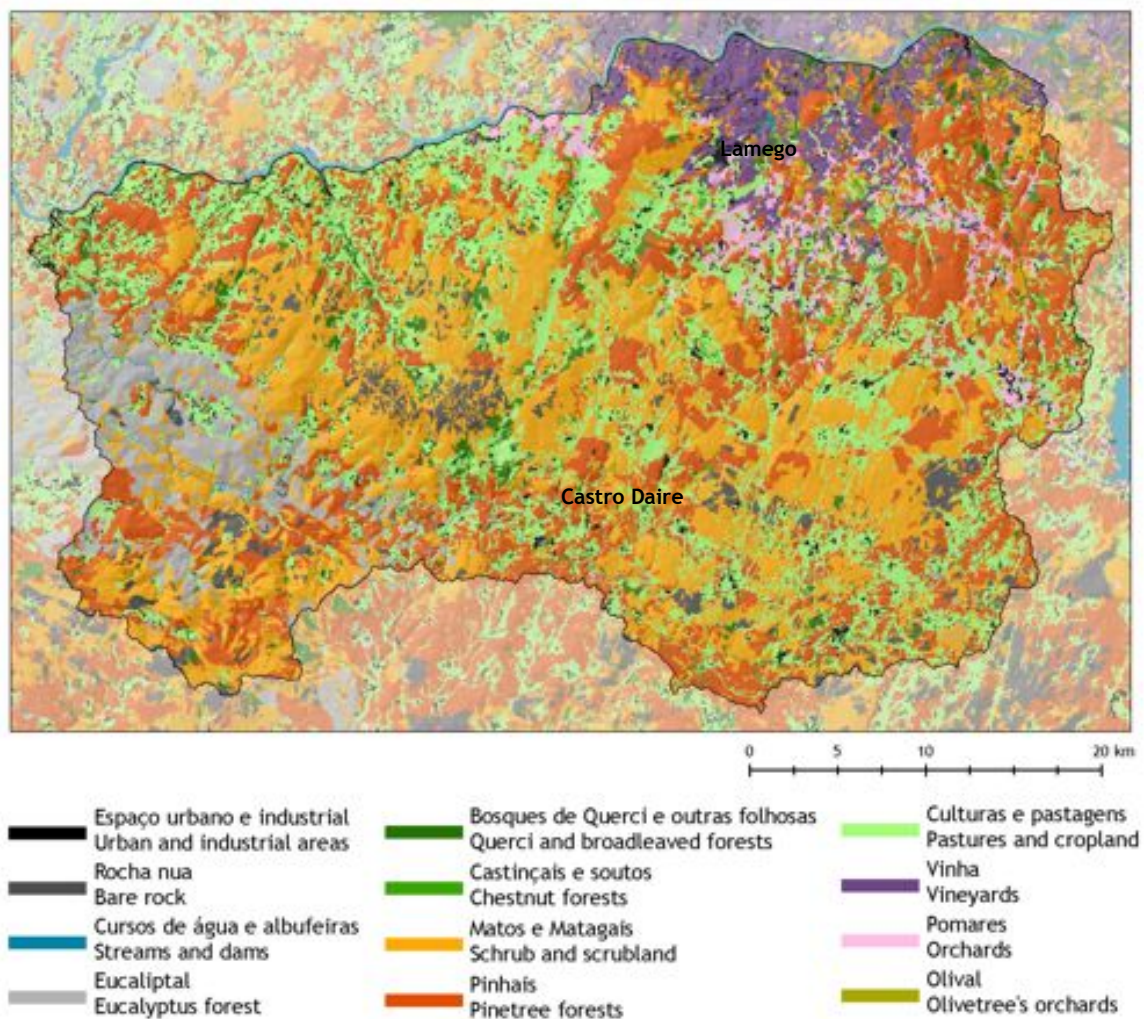 Lamego
Castro Daire
0 5 10 20 km
Espaço urbano e industrial
Urban and industrial areas
Rocha nua
Bare rock
Cursos de água e albufeiras
Streams and dams
Eucaliptal
Eucalyptus forest
Bosques de Querci e outras folhosas
Querci and broadleaved forests
Castinçais e soutos
Chestnut forests
Matos e Matagais
Schrub and scrubland
Pinhais
Pinetree forests
Culturas e pastagens
Pastures and cropland
Vinha
Vineyards
Pomares
Orchards
Olival
Olivetree's orchards